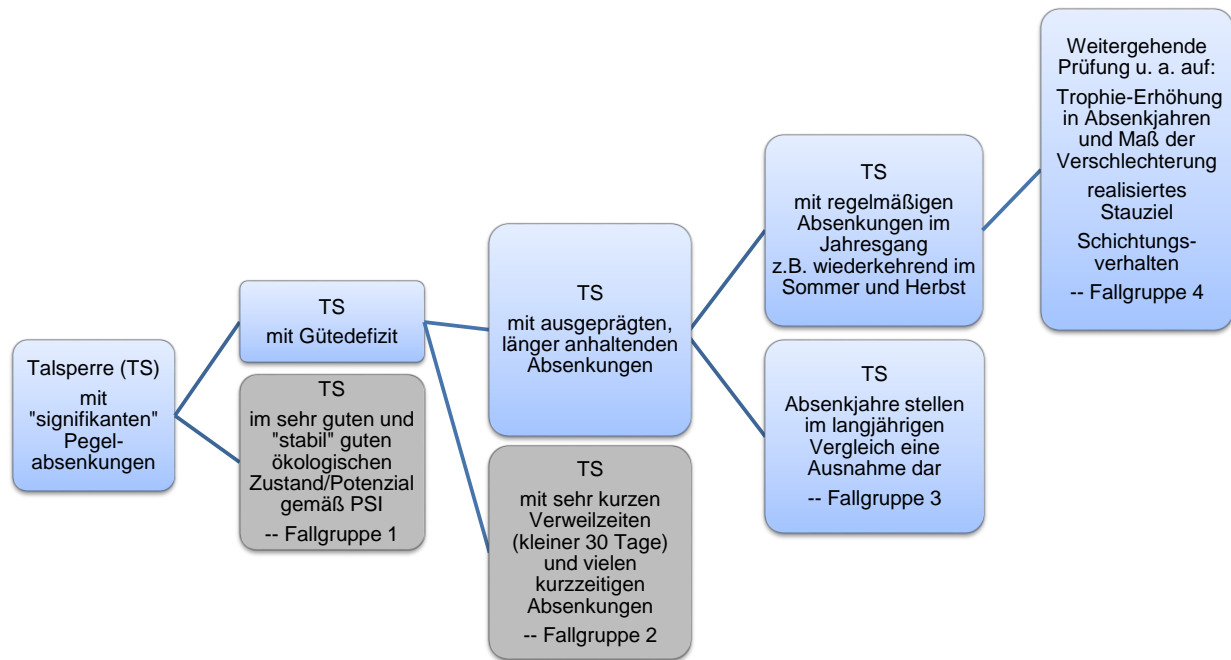 Talsperre (TS)
mit
"signifikanten"
Pegel-
absenkungen
TS
mit Gütedefizit
TS
im sehr guten und
"stabil" guten
ökologischen
Zustand/Potenzial
gemäß PSI
-- Fallgruppe 1
TS
mit ausgeprägten,
länger anhaltenden
Absenkungen
TS
mit sehr kurzen
Verweilzeiten
(kleiner 30 Tage)
und vielen
kurzzeitigen
Absenkungen
-- Fallgruppe 2
TS
mit regelmäßigen
Absenkungen im
Jahresgang
z.B. wiederkehrend im
Sommer und Herbst
TS
Absenkjahre stellen
im langjährigen
Vergleich eine
Ausnahme dar
-- Fallgruppe 3
Weitergehende
Prüfung u. a. auf:
Trophie-Erhöhung
in Absenkjahren
und Maß der
Verschlechterung
realisiertes
Stauziel
Schichtungs-
verhalten
-- Fallgruppe 4